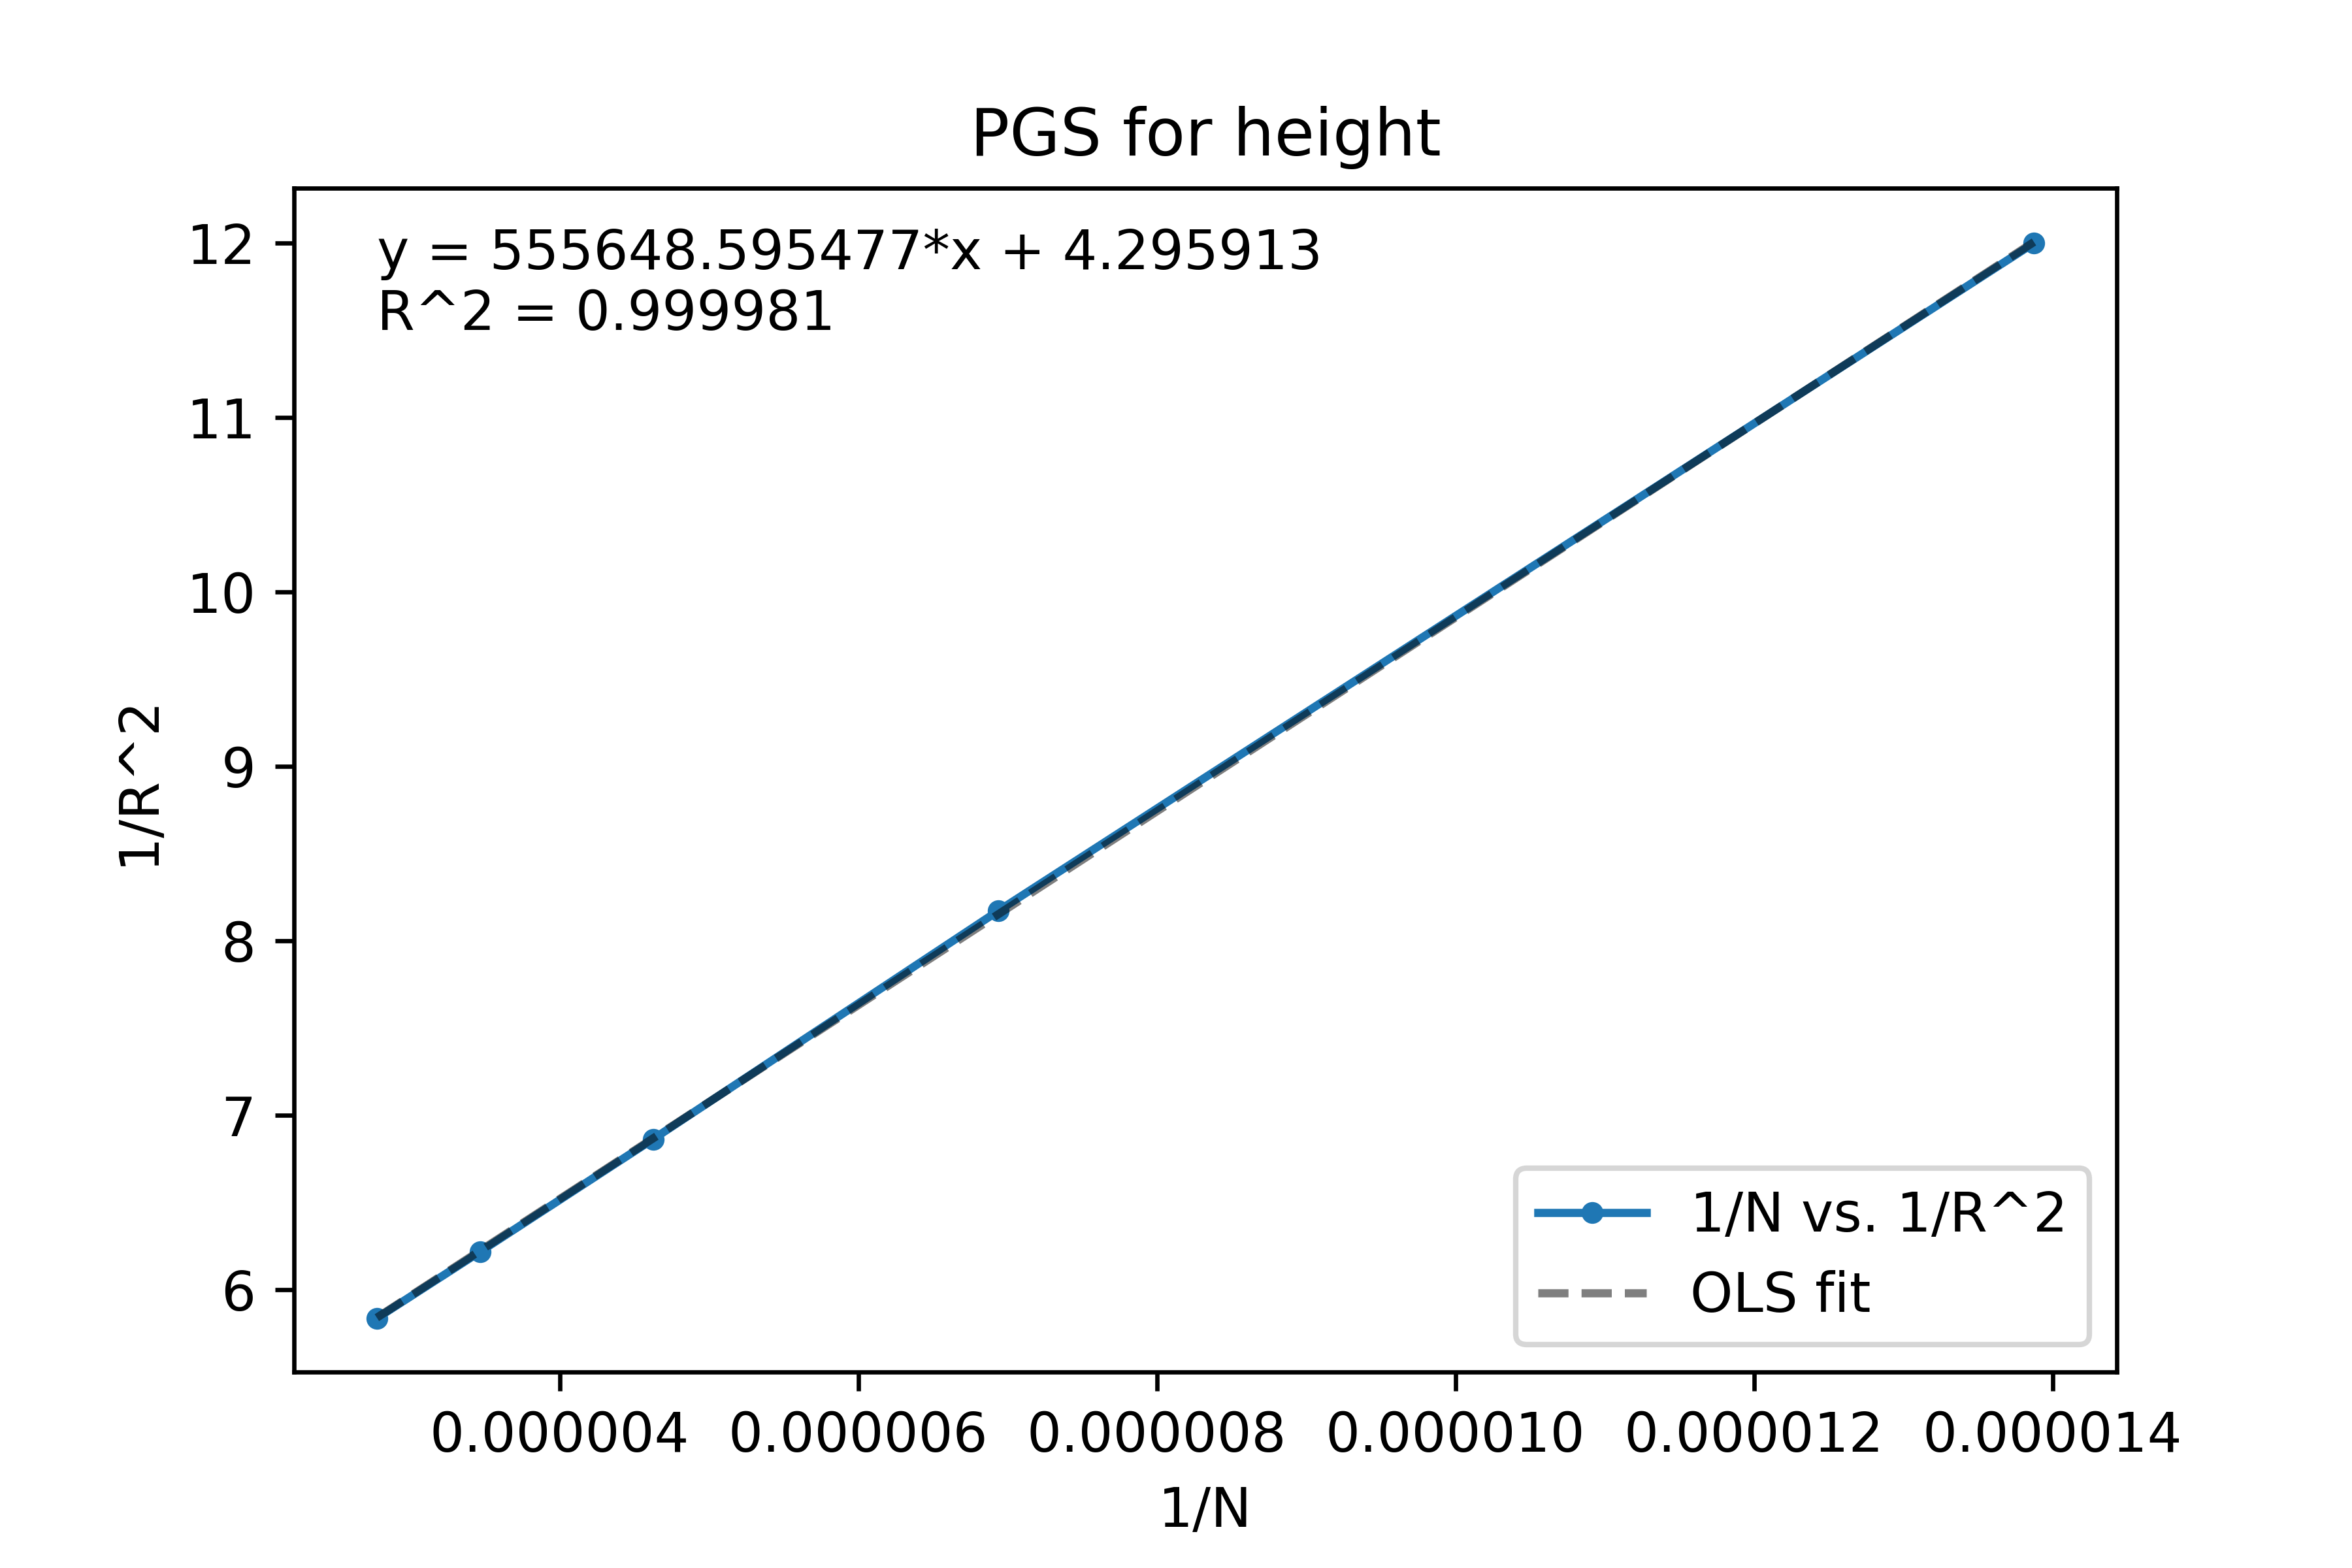 PGS for height
y = 555648.595477*x + 4.295913
R^2 = 0.999981
12
11
10
9
8
7
6
1/R^2
1/N vs. 1/R^2
OLS fit
0.000004 0.000006 0.000008 0.000010 0.000012 0.000014
1/N